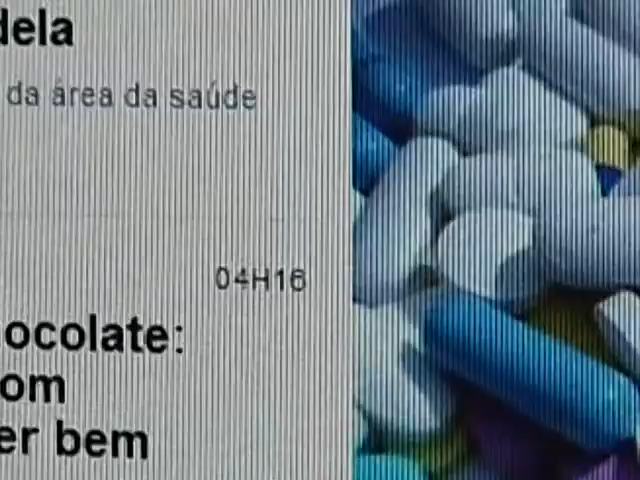 dela
da área da saúde
04H16
ocolate:
om
er bem